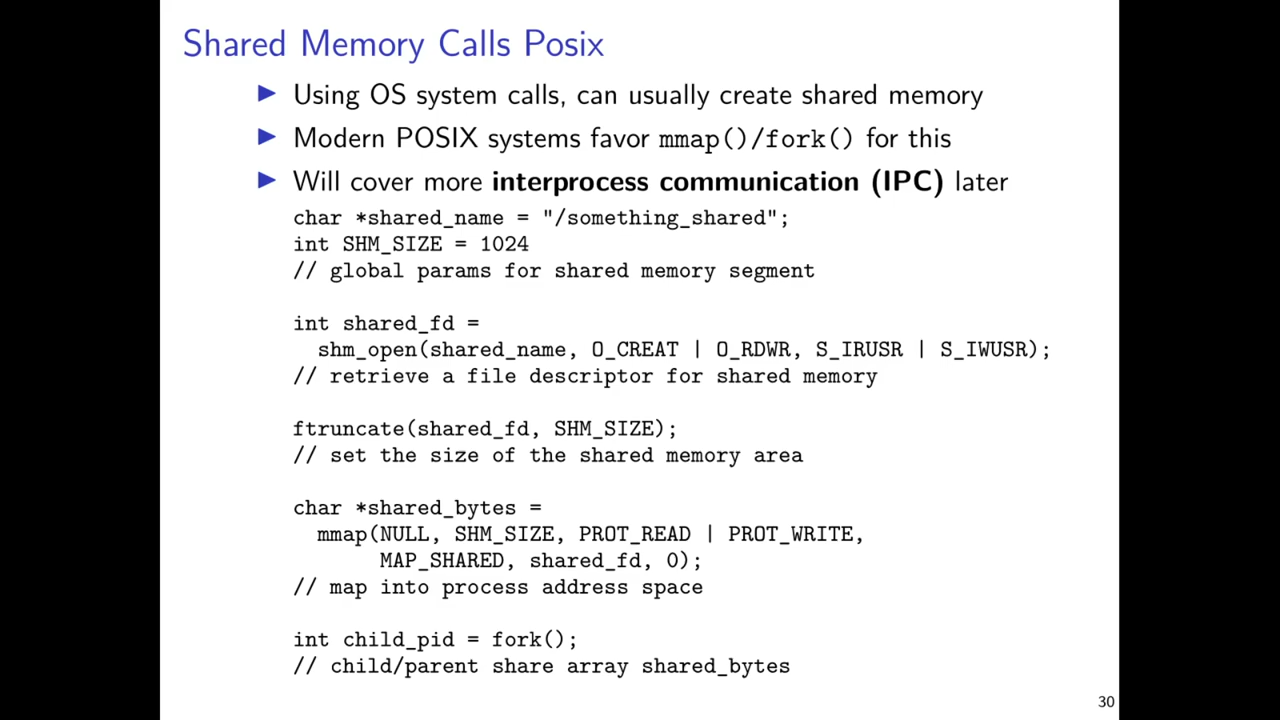 Shared Memory Calls Posix
Using OS system calls, can usually create shared memory
Modern POSIX systems favor mmap()/fork() for this
Will cover more interprocess communication (IPC) later
char *shared_name = "/something_shared";
int SHM_SIZE = 1024
// global params for shared memory segment
int shared_fd =
shm_open(shared_name, O_CREAT | O_RDWR, S_IRUSR | S_IWUSR);
// retrieve a file descriptor for shared memory
ftruncate(shared_fd, SHM_SIZE);
// set the size of the shared memory area
char *shared_bytes =
mmap(NULL, SHM_SIZE, PROT_READ | PROT_WRITE,
MAP_SHARED, shared_fd, 0);
// map into process address space
int child_pid = fork();
// child/parent share array shared_bytes
30